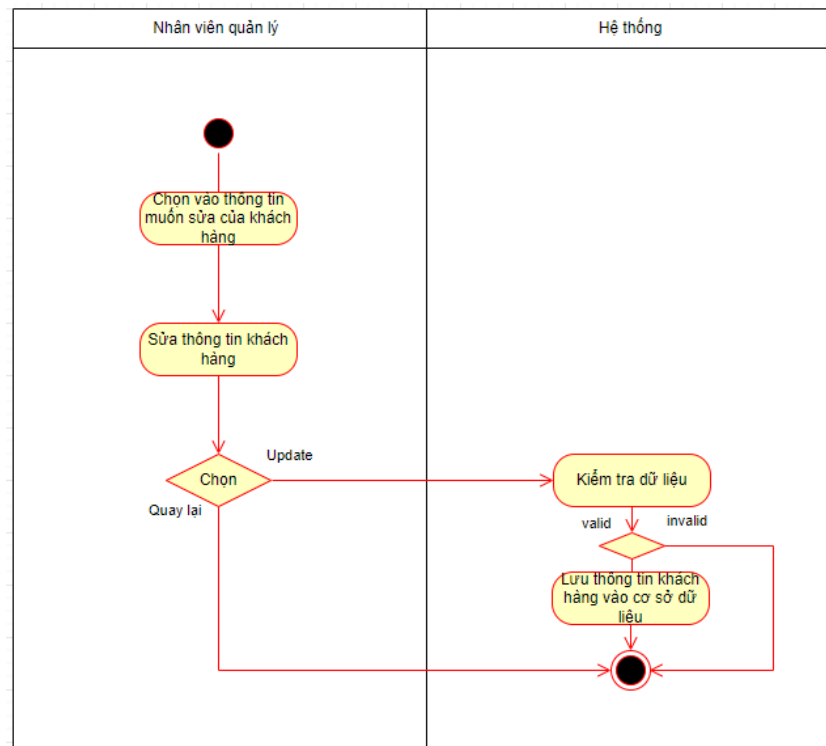 Nhân viên quản lý
Hệ thống
Chọn vào thông tin
muốn sửa của khách
hàng
Sửa thông tin khách
hàng
Chọn
Update
Quay lại
Kiểm tra dữ liệu
valid
invalid
Lưu thông tin khách
hàng vào cơ sở dữ
liệu